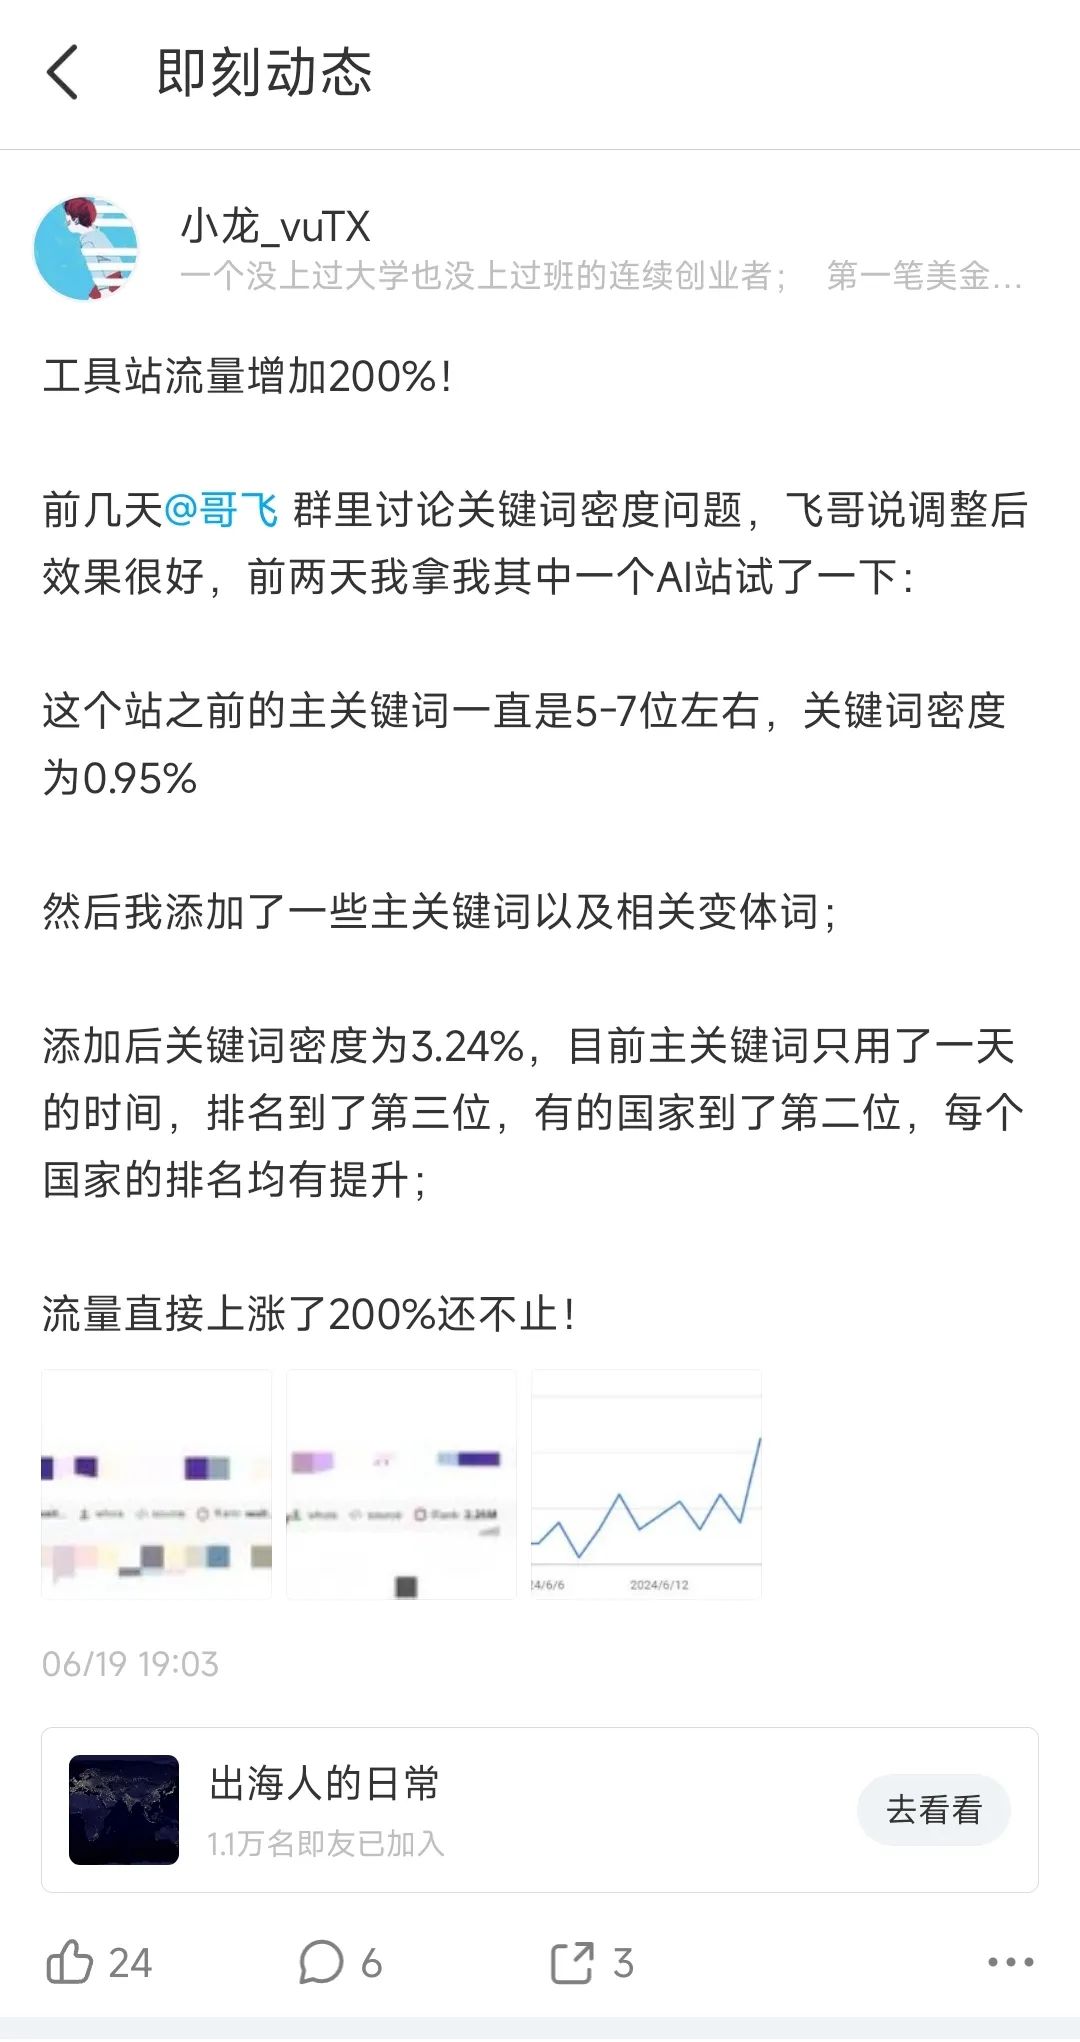 即刻动态
小龙_vuTX
一个没上过大学也没上过班的连续创业者； 第一笔美金...
工具站流量增加200%！
前几天@哥飞 群里讨论关键词密度问题，飞哥说调整后
效果很好，前两天我拿我其中一个AI站试了一下：
这个站之前的主关键词一直是5-7位左右，关键词密度
为0.95%
然后我添加了一些主关键词以及相关变体词；
添加后关键词密度为3.24%，目前主关键词只用了一天
的时间，排名到了第三位，有的国家到了第二位，每个
国家的排名均有提升；
流量直接上涨了200%还不止！
whois source Rank
whois source Rank
24/6/6 2024/6/12
06/19 19:03
出海人的日常
去看看
1.1万名即友已加入
24 6 3